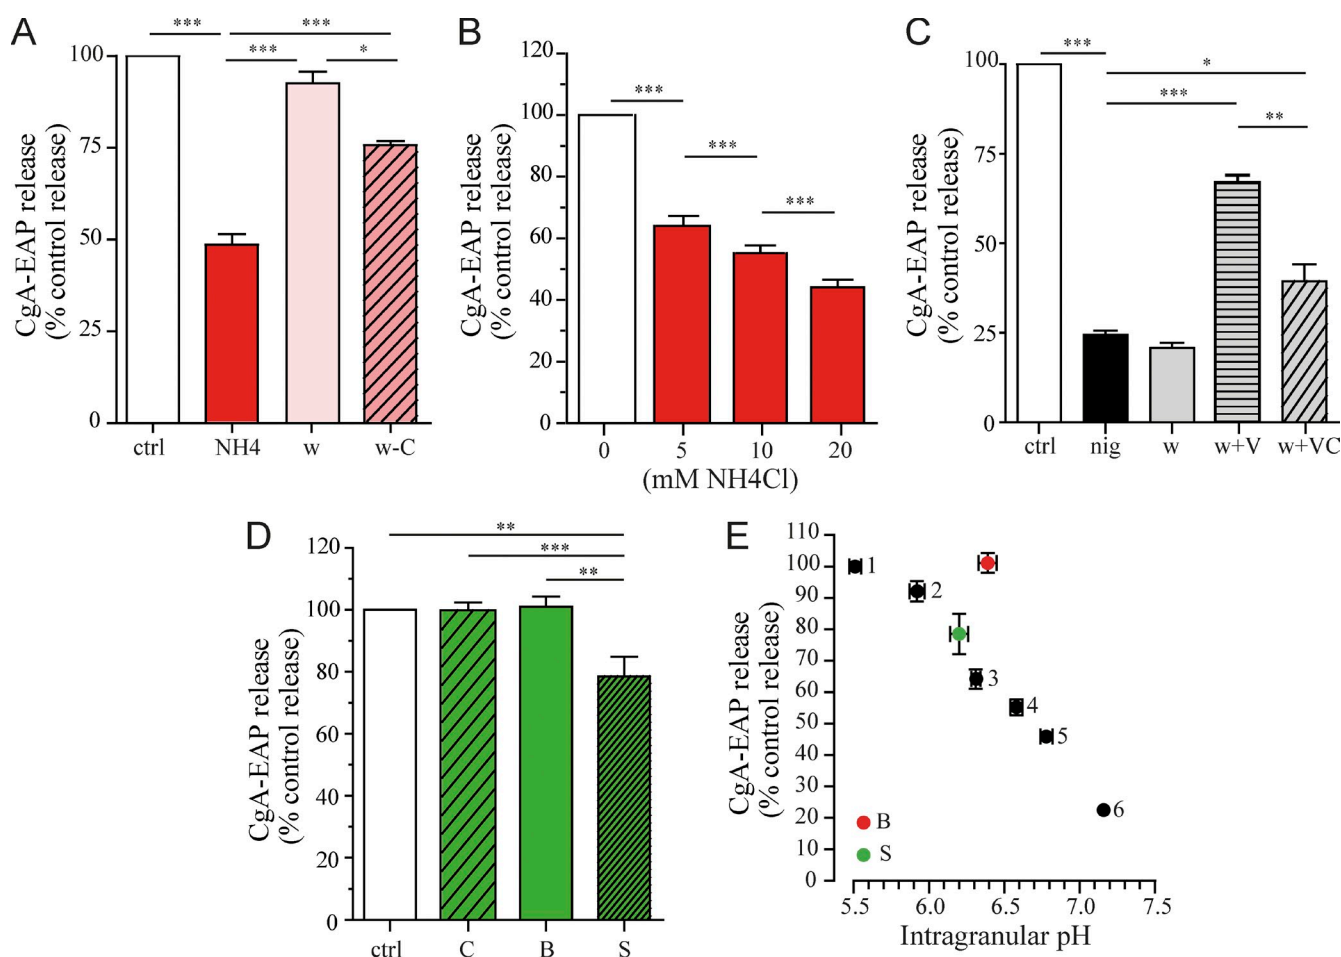 A
CgA-EAP release
(% control release)
100
75
50
25
0
***
***
***
*
ctrl
NH4
w
w-C
B
CgA-EAP release
(% control release)
120
100
80
60
40
20
0
***
***
***
0
5
10
20
(mM NH4Cl)
C
CgA-EAP release
(% control release)
100
75
50
25
0
***
*
***
**
ctrl
nig
w
w+V
w+VC
D
CgA-EAP release
(% control release)
120
100
80
60
40
20
0
**
***
**
ctrl
C
B
S
E
CgA-EAP release
(% control release)
110
100
90
80
70
60
50
40
30
20
10
0
1
2
3
4
5
6
B
S
5.5
6.0
6.5
7.0
7.5
Intragranular pH